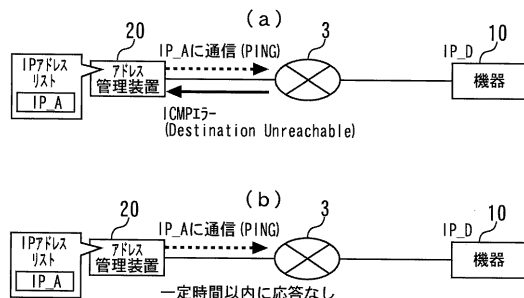 (a)
20
3
10
IP_Aに通信(PING)
IP_D
IPアドレス
リスト
IP_A
アドレス
管理装置
機器
ICMPエラー
(Destination Unreachable)
(b)
20
3
10
IP_Aに通信(PING)
IP_D
IPアドレス
リスト
IP_A
アドレス
管理装置
機器
一定時間以内に応答なし